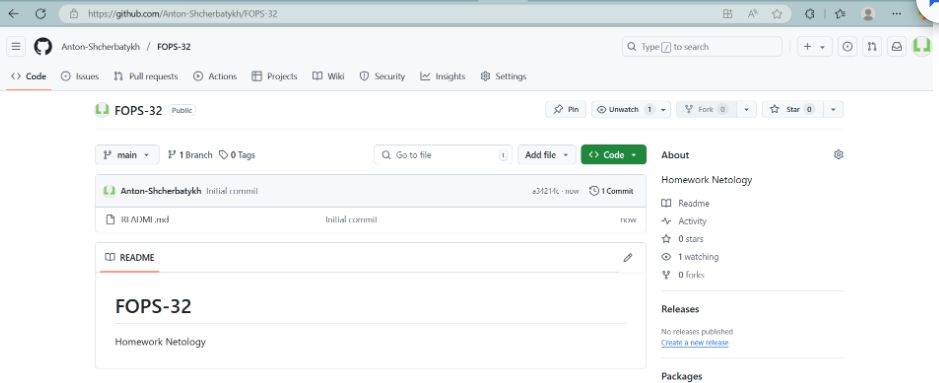 https://github.com/Anton-Shcherbatykh/FOPS-32
Anton-Shcherbatykh / FOPS-32
Type / to search
Code Issues Pull requests Actions Projects Wiki Security Insights Settings
FOPS-32 Public
Pin Unwatch 1 Fork 0 Star 0
main 1 Branch 0 Tags Go to file t Add file Code
About
Anton-Shcherbatykh Initial commit now 1 Commit
Homework Netology
README.md Initial commit now
Readme
Activity
0 stars
1 watching
0 forks
README
FOPS-32
Homework Netology
Releases
No releases published
Create a new release
Packages